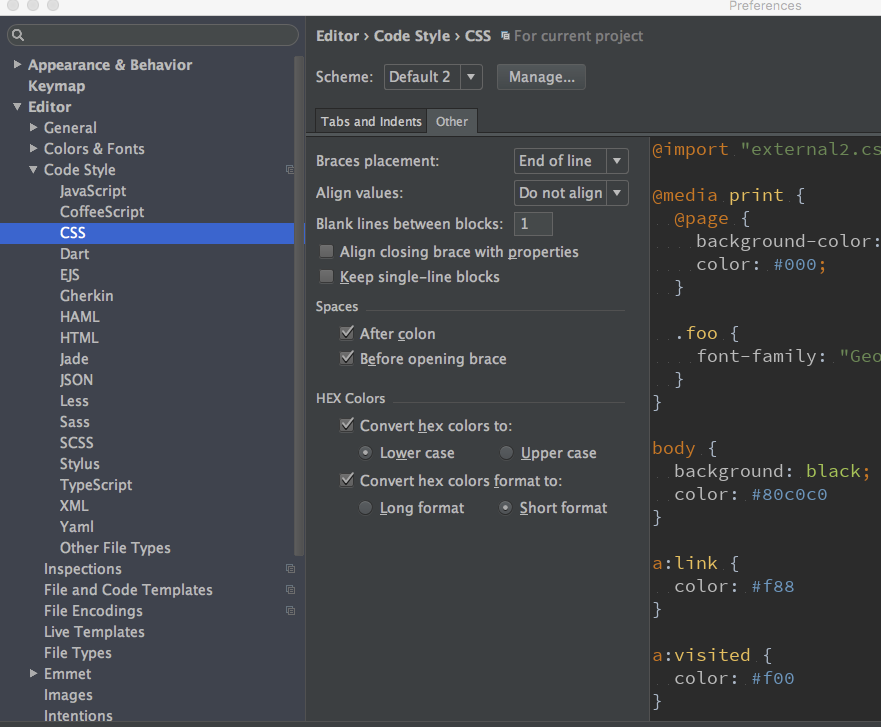 Preferences
Appearance & Behavior
Keymap
Editor
General
Colors & Fonts
Code Style
JavaScript
CoffeeScript
CSS
Dart
EJS
Gherkin
HAML
HTML
Jade
JSON
Less
Sass
SCSS
Stylus
TypeScript
XML
Yaml
Other File Types
Inspections
File and Code Templates
File Encodings
Live Templates
File Types
Emmet
Images
Intentions
Editor › Code Style › CSS For current project
Scheme: Default 2 Manage...
Tabs and Indents Other
Braces placement: End of line
Align values: Do not align
Blank lines between blocks: 1
Align closing brace with properties
Keep single-line blocks
Spaces
After colon
Before opening brace
HEX Colors
Convert hex colors to:
Lower case Upper case
Convert hex colors format to:
Long format Short format
@import "external2.cs
@media print {
@page {
background-color:
color: #000;
}
.foo {
font-family: "Geo
}
}
body {
background: black;
color: #80c0c0
}
a:link {
color: #f88
}
a:visited {
color: #f00
}